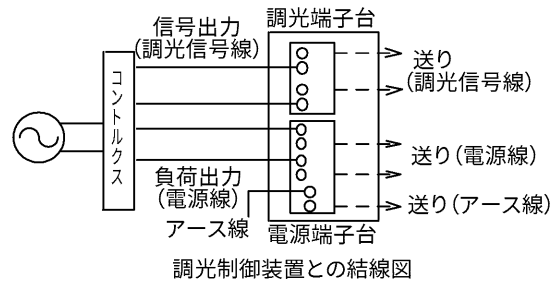 調光端子台
信号出力
(調光信号線)
送り
(調光信号線)
コントルクス
送り(電源線)
負荷出力
(電源線)
送り(アース線)
アース線
電源端子台
調光制御装置との結線図